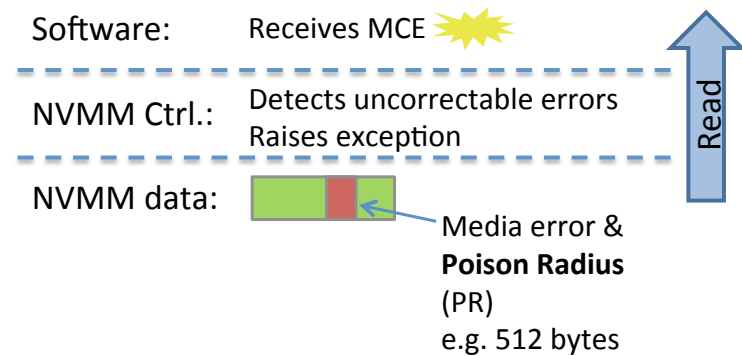 Software: Receives MCE
NVMM Ctrl.: Detects uncorrectable errors
Raises exception
Read
NVMM data:
Media error &
Poison Radius
(PR)
e.g. 512 bytes